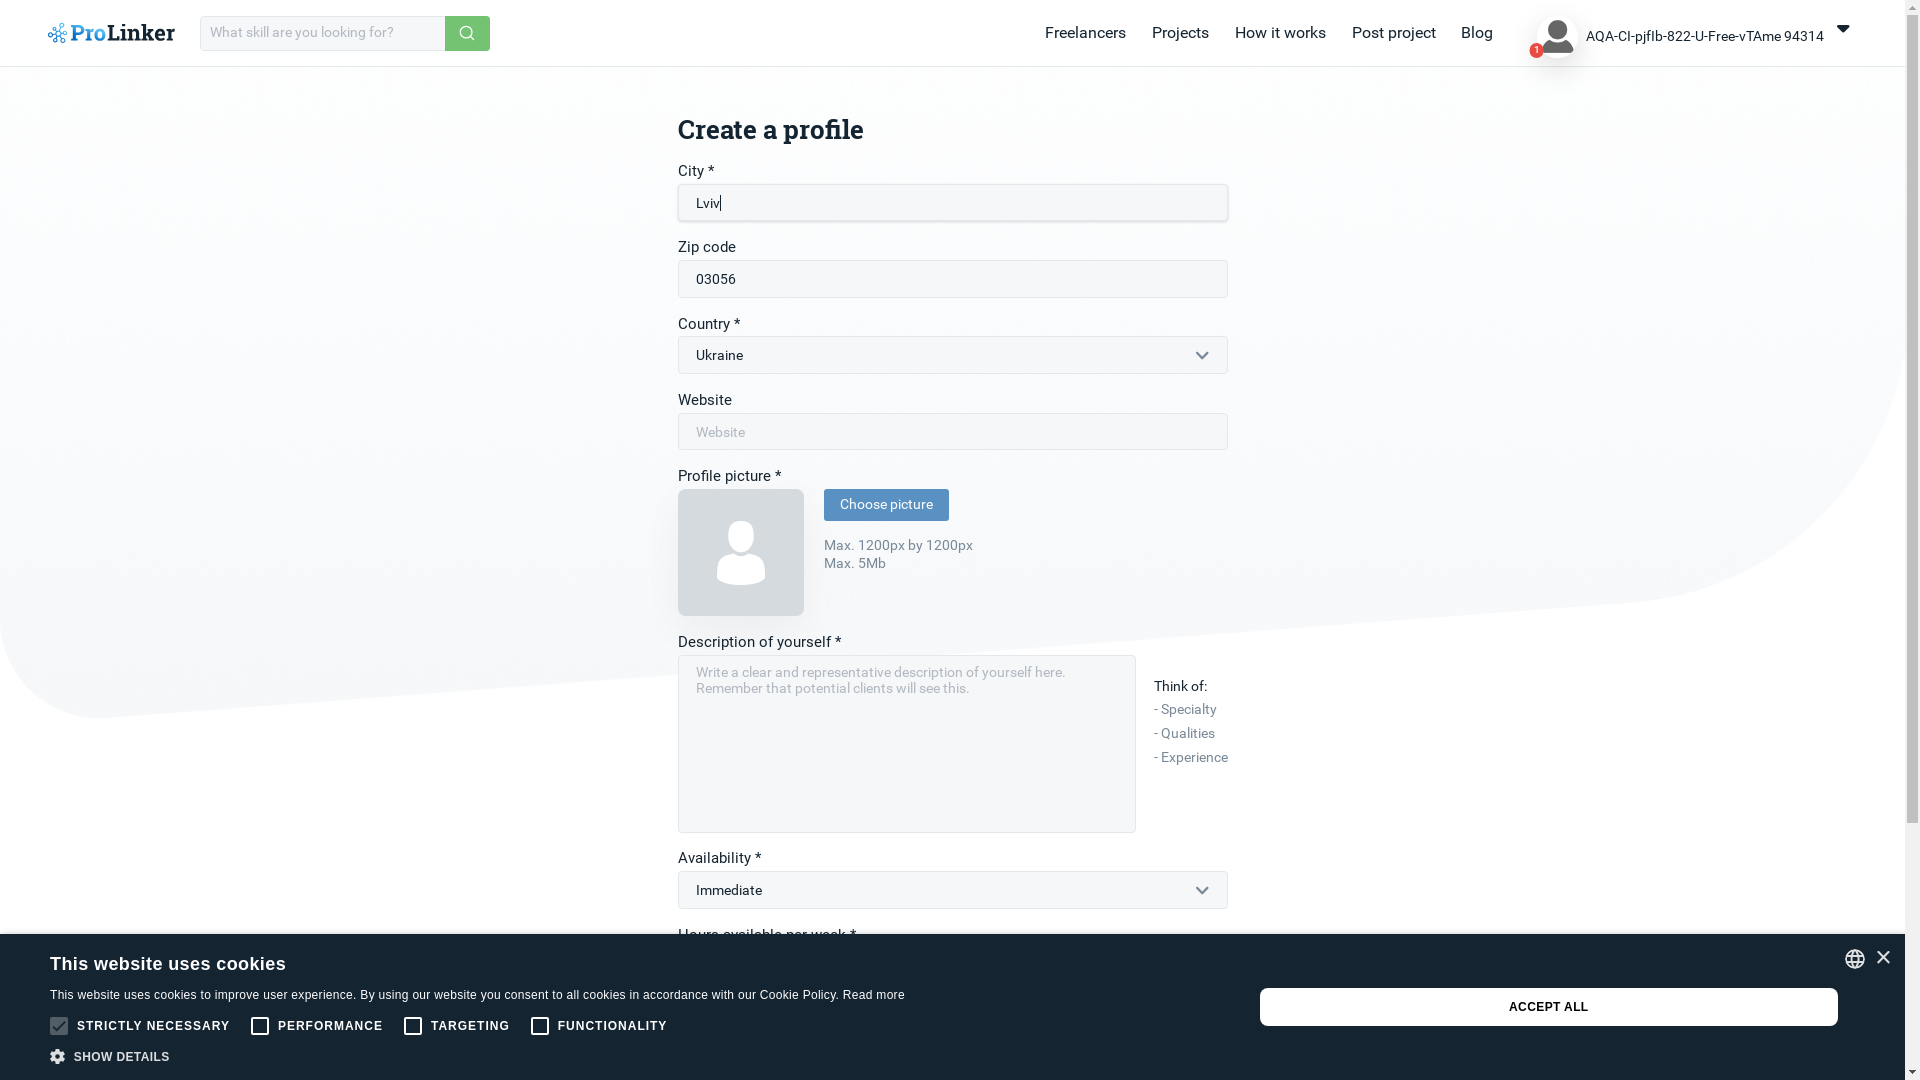 ProLinker
What skill are you looking for?
Freelancers
Projects
How it works
Post project
Blog
1
AQA-CI-pjfIb-822-U-Free-vTAme 94314
Create a profile
City *
Lviv
Zip code
03056
Country *
Ukraine
Website
Website
Profile picture *
Choose picture
Max. 1200px by 1200px
Max. 5Mb
Description of yourself *
Write a clear and representative description of yourself here.
Remember that potential clients will see this.
Think of:
- Specialty
- Qualities
- Experience
Availability *
Immediate
Hours available per week *
This website uses cookies
This website uses cookies to improve user experience. By using our website you consent to all cookies in accordance with our Cookie Policy. Read more
STRICTLY NECESSARY
PERFORMANCE
TARGETING
FUNCTIONALITY
SHOW DETAILS
ACCEPT ALL